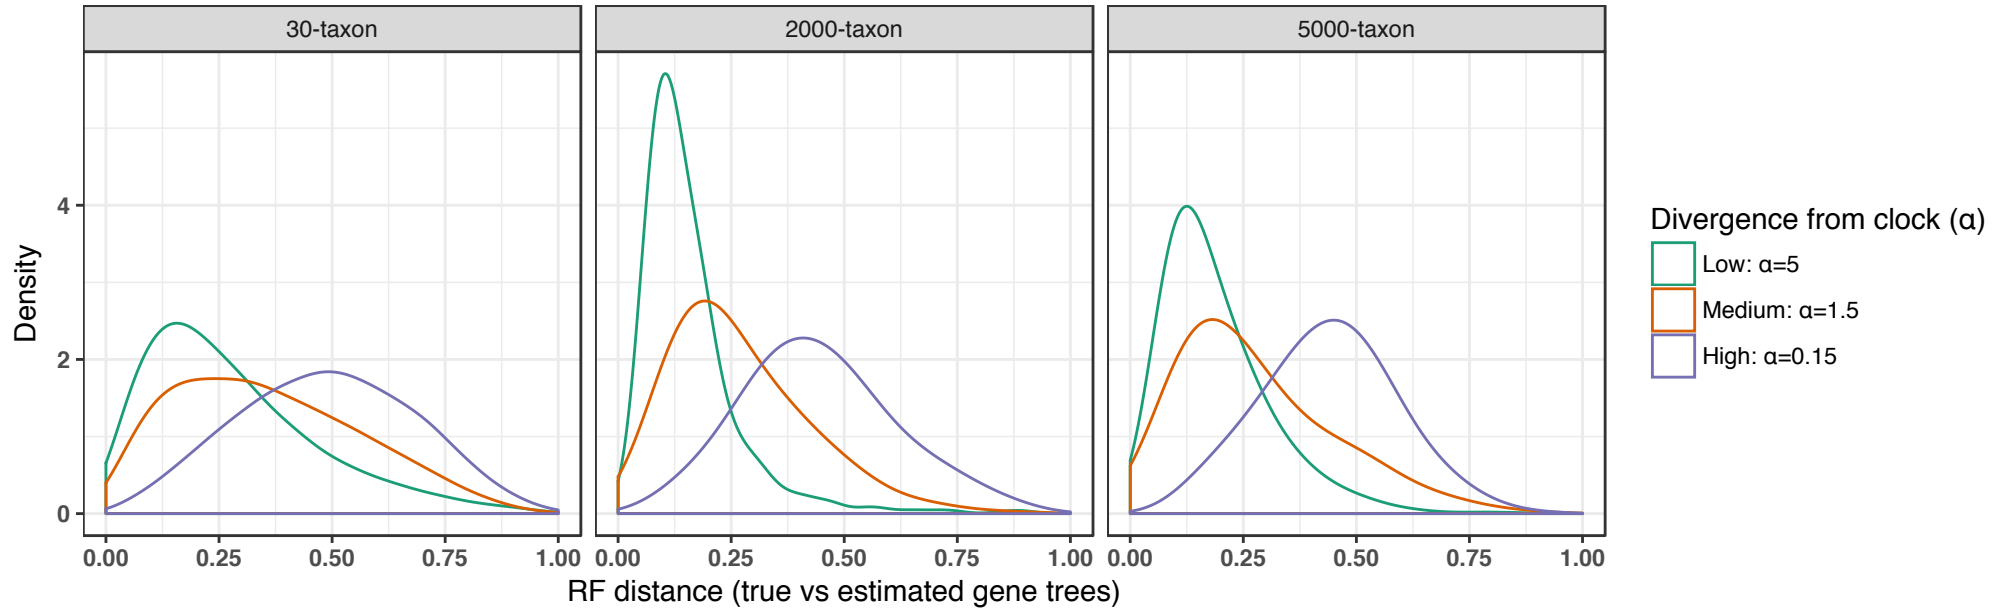 30-taxon
2000-taxon
5000-taxon
Density
4
2
0
0.00 0.25 0.50 0.75 1.00
0.00 0.25 0.50 0.75 1.00
0.00 0.25 0.50 0.75 1.00
RF distance (true vs estimated gene trees)
Divergence from clock (α)
Low: α=5
Medium: α=1.5
High: α=0.15